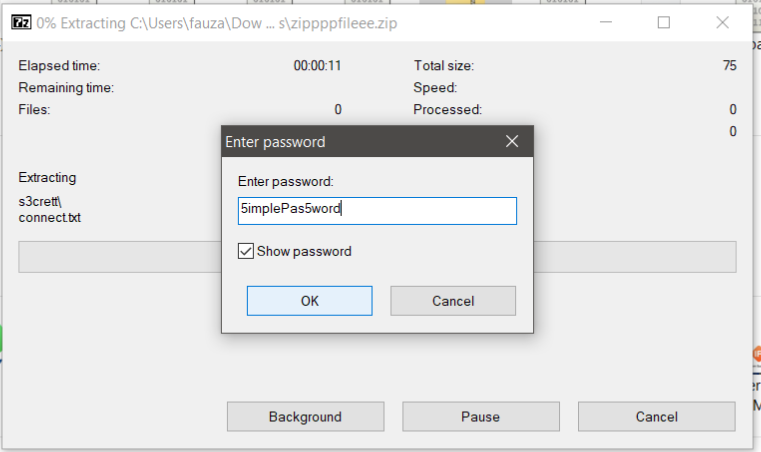 7z 0% Extracting C:\Users\fauza\Dow ... s\zippppfileee.zip
Elapsed time: 00:00:11 Total size: 75
Remaining time: Speed:
Files: 0 Processed: 0
0
Enter password
Enter password:
5implePas5word
Show password
OK Cancel
Extracting
s3crett\
connect.txt
Background Pause Cancel